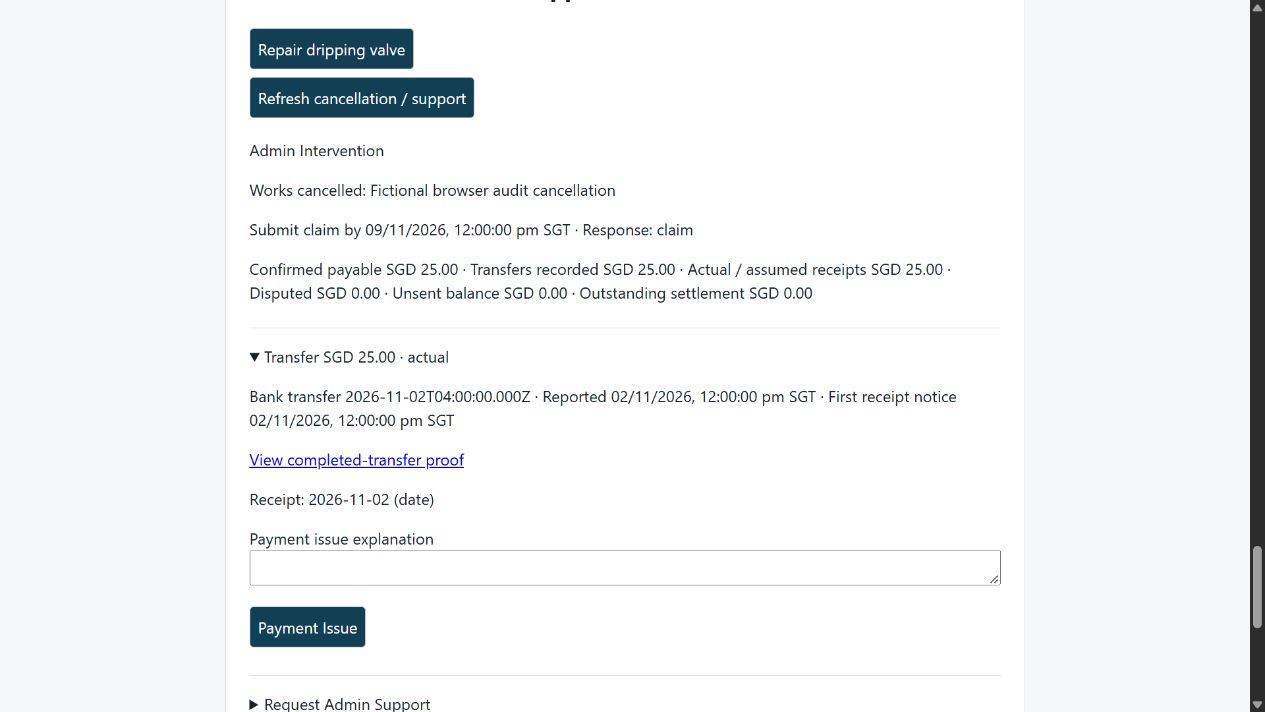 Repair dripping valve
Refresh cancellation / support
Admin Intervention
Works cancelled: Fictional browser audit cancellation
Submit claim by 09/11/2026, 12:00:00 pm SGT · Response: claim
Confirmed payable SGD 25.00 · Transfers recorded SGD 25.00 · Actual / assumed receipts SGD 25.00 ·
Disputed SGD 0.00 · Unsent balance SGD 0.00 · Outstanding settlement SGD 0.00
▼ Transfer SGD 25.00 · actual
Bank transfer 2026-11-02T04:00:00.000Z · Reported 02/11/2026, 12:00:00 pm SGT · First receipt notice
02/11/2026, 12:00:00 pm SGT
View completed-transfer proof
Receipt: 2026-11-02 (date)
Payment issue explanation
Payment Issue
▶ Request Admin Support